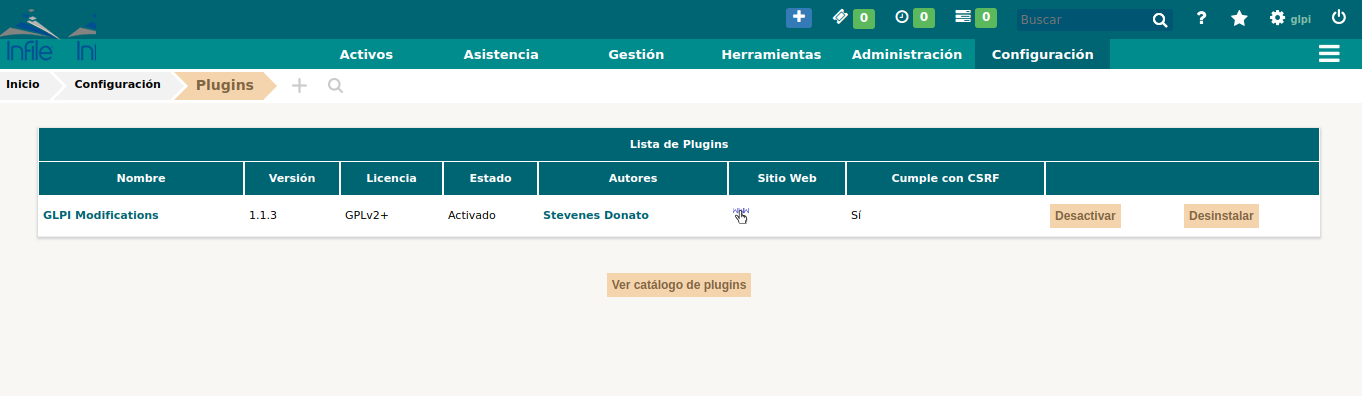 0
0
0
Buscar
?
glpi
Infile
Inf
Activos
Asistencia
Gestión
Herramientas
Administración
Configuración
Inicio
Configuración
Plugins
Lista de Plugins
Nombre
Versión
Licencia
Estado
Autores
Sitio Web
Cumple con CSRF
GLPI Modifications
1.1.3
GPLv2+
Activado
Stevenes Donato
Sí
Desactivar
Desinstalar
Ver catálogo de plugins